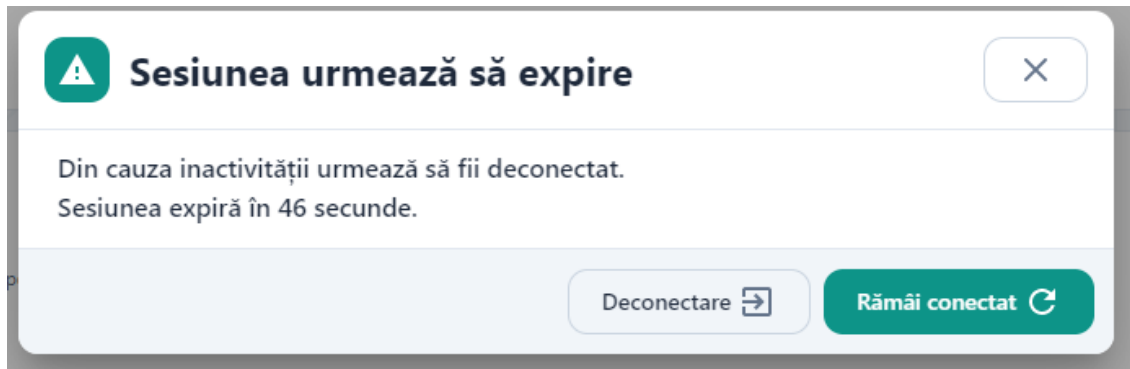 Sesiunea urmează să expire
Din cauza inactivității urmează să fii deconectat.
Sesiunea expiră în 46 secunde.
Deconectare
Rămâi conectat